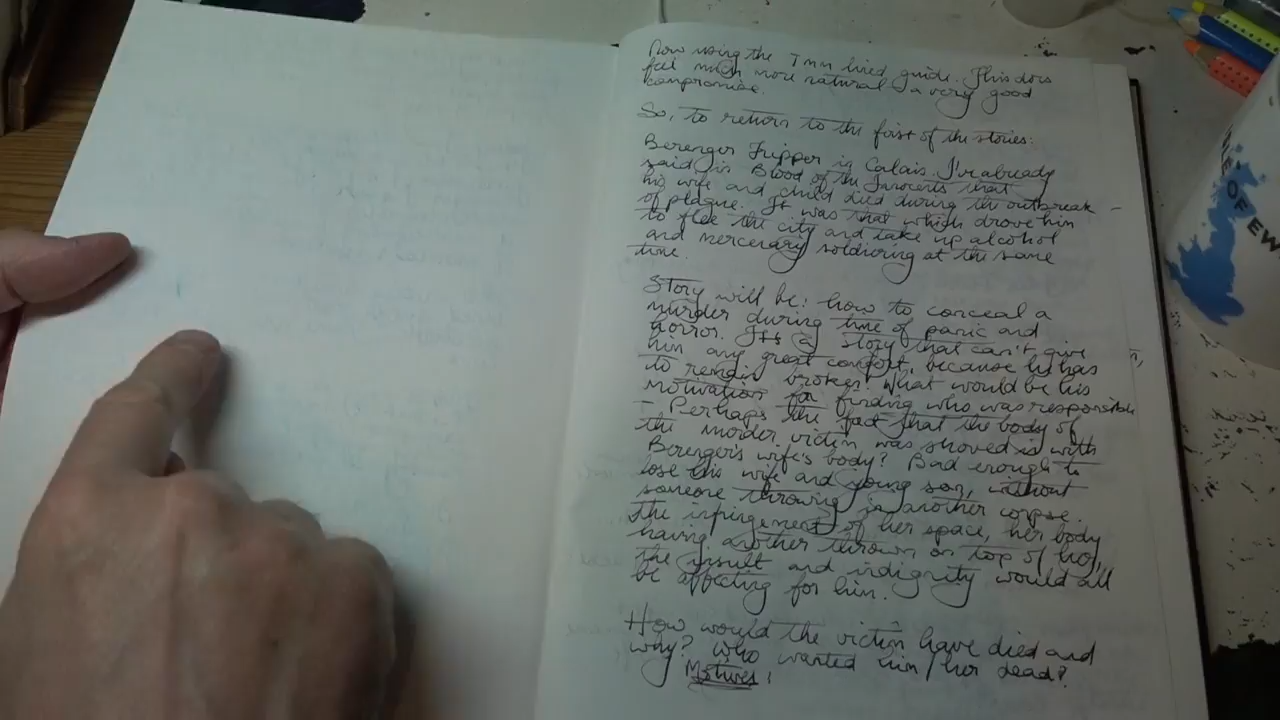 Now using the 7mm lined guide. This does
feel much more natural & a very good
compromise.
So, to return to the first of the stories:
Berenger Fripper in Calais. I've already
said in Blood of the Innocents that
his wife and child died during the outbreak
of plague. It was that which drove him
to flee the city and take up alcohol
and mercenary soldiering at the same
time.
Story will be: how to conceal a
murder during time of panic and
horror. It's a story that can't give
him any great comfort, because he has
to remain broken. What would be his
motivation for finding who was responsible
- Perhaps the fact that the body of
the murder victim was shoved in with
Berenger's wife's body? Bad enough to
lose his wife and young son, without
someone throwing in another corpse.
The infringement of her space, her body
having another thrown on top of her,
the insult and indignity would all
be affecting for him.
How would the victim have died and
why? Who wanted him/her dead?
Motives:
OF EW